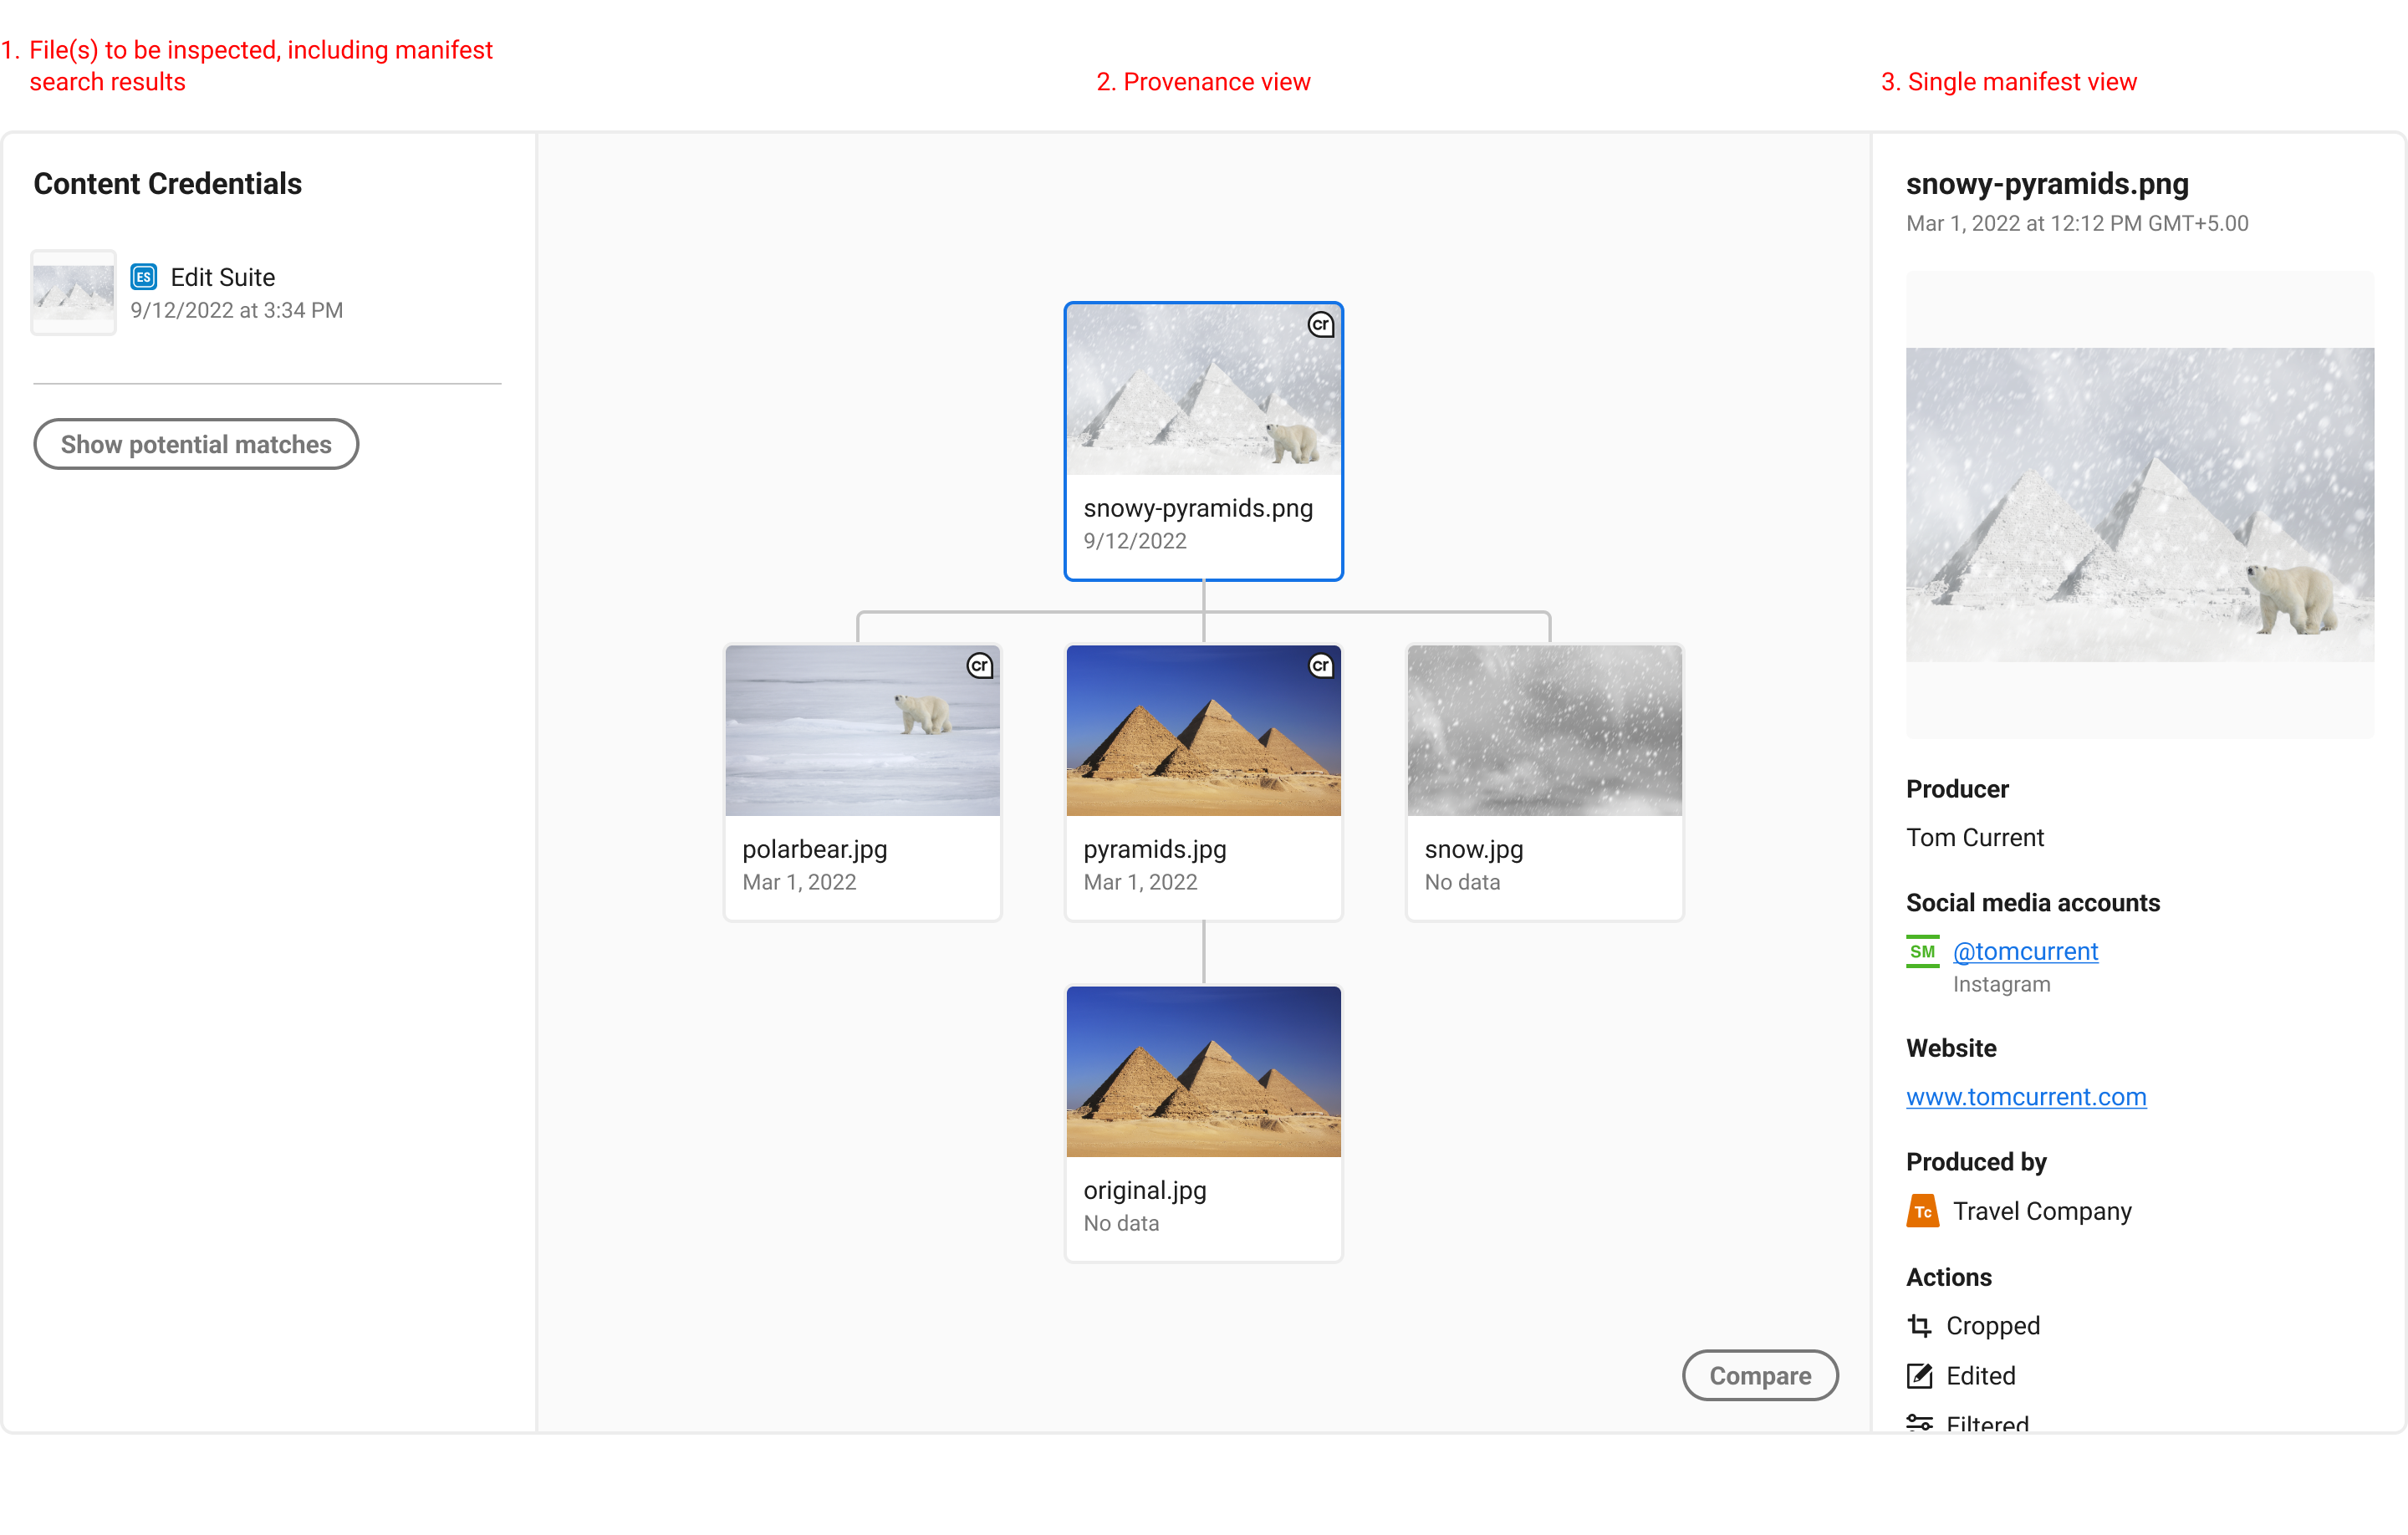 1. File(s) to be inspected, including manifest
search results
2. Provenance view
3. Single manifest view
Content Credentials
ES Edit Suite
9/12/2022 at 3:34 PM
Show potential matches
cr
snowy-pyramids.png
9/12/2022
cr
polarbear.jpg
Mar 1, 2022
cr
pyramids.jpg
Mar 1, 2022
snow.jpg
No data
original.jpg
No data
Compare
snowy-pyramids.png
Mar 1, 2022 at 12:12 PM GMT+5.00
Producer
Tom Current
Social media accounts
SM @tomcurrent
Instagram
Website
www.tomcurrent.com
Produced by
Tc Travel Company
Actions
Cropped
Edited
Filtered